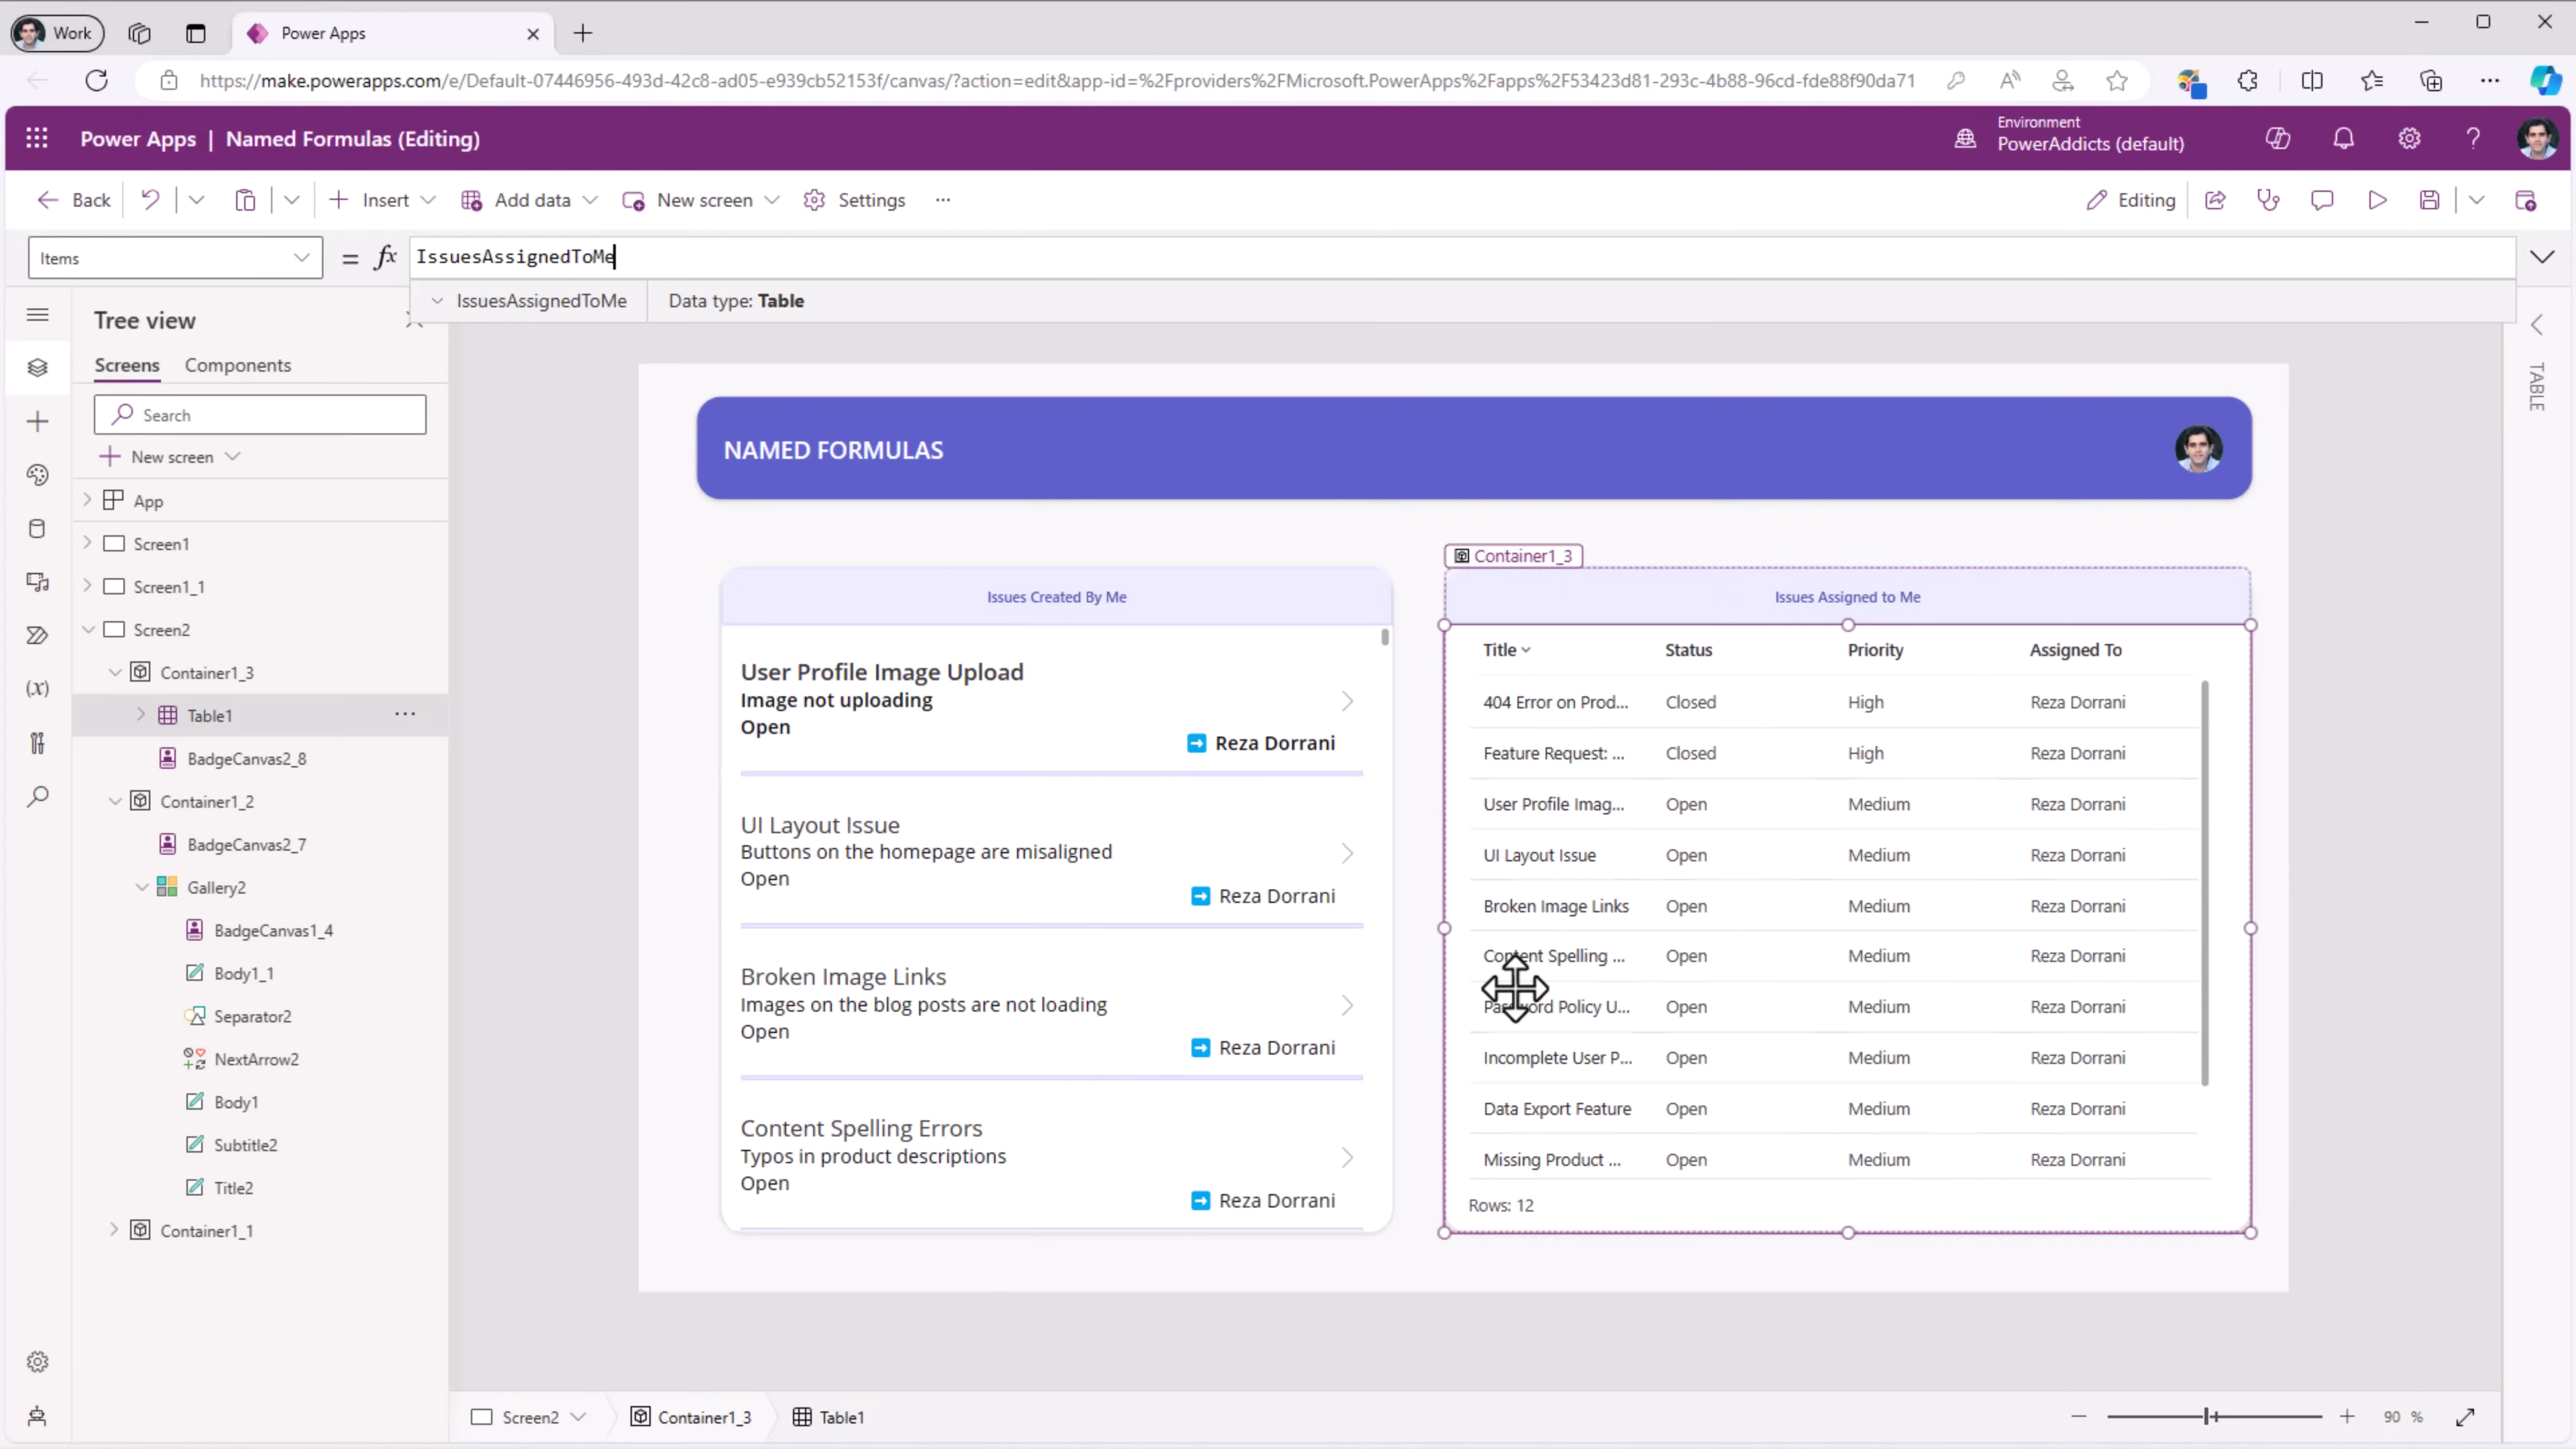 Work
Power Apps
https://make.powerapps.com/e/Default-07446956-493d-42c8-ad05-e939cb52153f/canvas/?action=edit&app-id=%2Fproviders%2FMicrosoft.PowerApps%2Fapps%2F53423d81-293c-4b88-96cd-fde88f90da71
Power Apps | Named Formulas (Editing)
Environment
PowerAddicts (default)
Back
Insert
Add data
New screen
Settings
Editing
Items
= fx
IssuesAssignedToMe
IssuesAssignedToMe
Data type: Table
Tree view
Screens
Components
Search
New screen
App
Screen1
Screen1_1
Screen2
Container1_3
Table1
BadgeCanvas2_8
Container1_2
BadgeCanvas2_7
Gallery2
BadgeCanvas1_4
Body1_1
Separator2
NextArrow2
Body1
Subtitle2
Title2
Container1_1
NAMED FORMULAS
Issues Created By Me
User Profile Image Upload
Image not uploading
Open
Reza Dorrani
UI Layout Issue
Buttons on the homepage are misaligned
Open
Reza Dorrani
Broken Image Links
Images on the blog posts are not loading
Open
Reza Dorrani
Content Spelling Errors
Typos in product descriptions
Open
Reza Dorrani
Container1_3
Issues Assigned to Me
Title Status Priority Assigned To
404 Error on Prod... Closed High Reza Dorrani
Feature Request: ... Closed High Reza Dorrani
User Profile Imag... Open Medium Reza Dorrani
UI Layout Issue Open Medium Reza Dorrani
Broken Image Links Open Medium Reza Dorrani
Content Spelling ... Open Medium Reza Dorrani
Password Policy U... Open Medium Reza Dorrani
Incomplete User P... Open Medium Reza Dorrani
Data Export Feature Open Medium Reza Dorrani
Missing Product ... Open Medium Reza Dorrani
Rows: 12
TABLE
Screen2
Container1_3
Table1
90 %